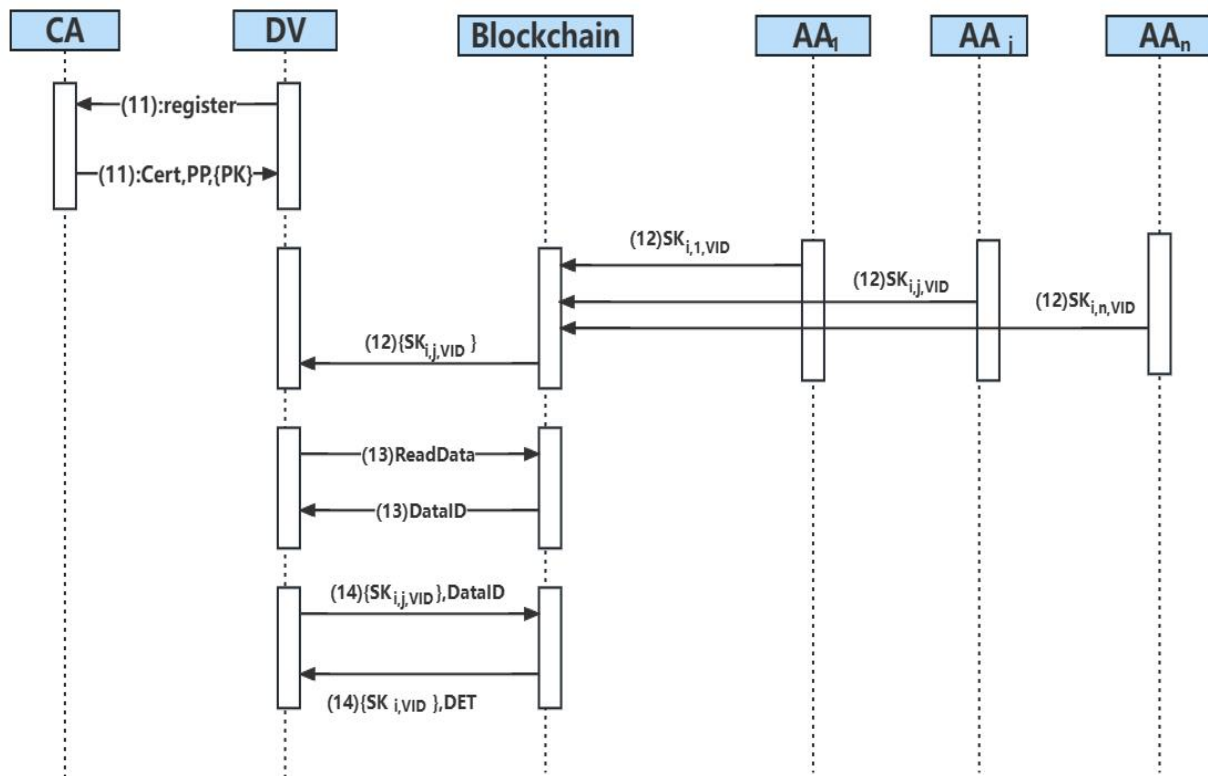 CA DV Blockchain AA₁ AA ⱼ AAₙ
(11):register
(11):Cert,PP,{PK}
(12)SKi,1,VID
(12)SKi,j,VID
(12)SKi,n,VID
(12){SKi,j,VID }
(13)ReadData
(13)DataID
(14){SKi,j,VID},DataID
(14){SK i,VID },DET